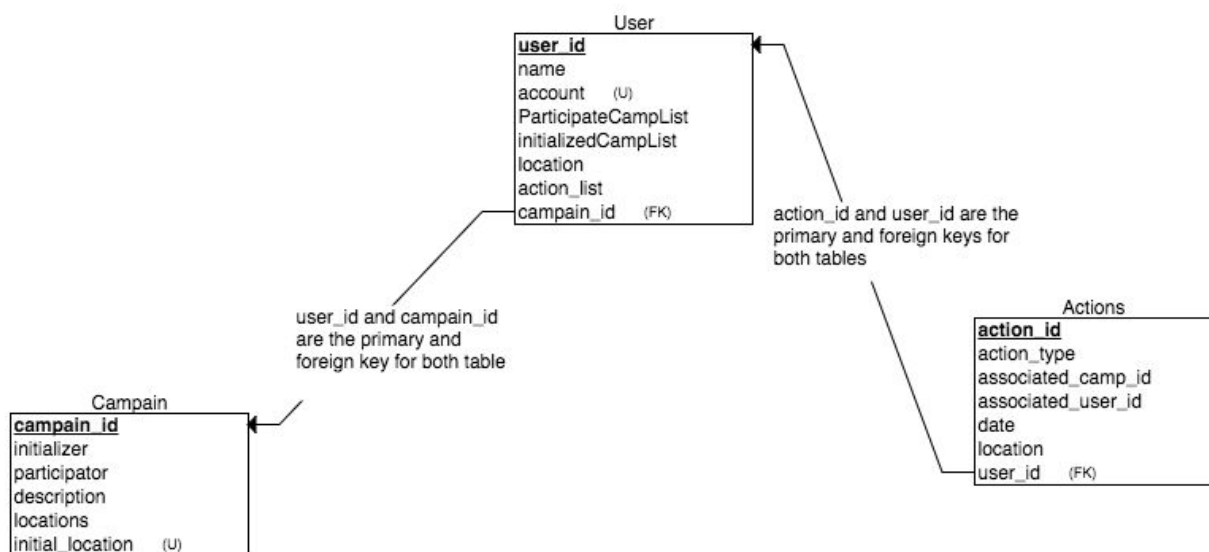 User
user_id
name
account (U)
ParticipateCampList
initializedCampList
location
action_list
campain_id (FK)
action_id and user_id are the
primary and foreign keys for
both tables
user_id and campain_id
are the primary and
foreign key for both table
Actions
action_id
action_type
associated_camp_id
associated_user_id
date
location
user_id (FK)
Campain
campain_id
initializer
participator
description
locations
initial_location (U)